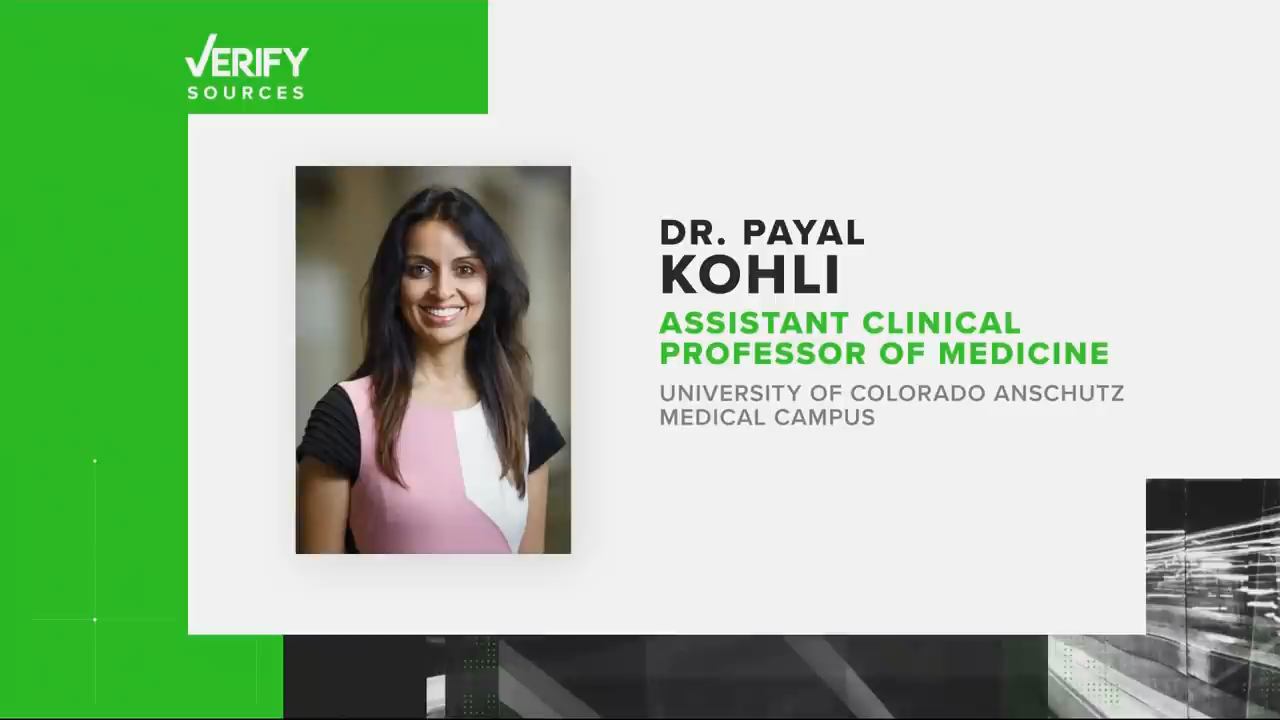 VERIFY
SOURCES
DR. PAYAL
KOHLI
ASSISTANT CLINICAL
PROFESSOR OF MEDICINE
UNIVERSITY OF COLORADO ANSCHUTZ
MEDICAL CAMPUS